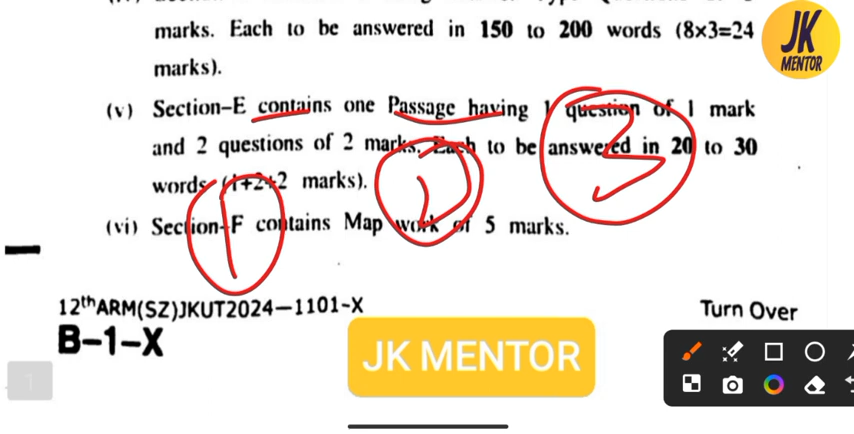 marks. Each to be answered in 150 to 200 words (8×3=24
marks).
(v) Section–E contains one Passage having 1 question of 1 mark
and 2 questions of 2 marks. Each to be answered in 20 to 30
words (1+2+2 marks).
(vi) Section–F contains Map work of 5 marks.
12thARM(SZ)JKUT2024—1101-X
Turn Over
B-1-X
JK MENTOR
JK
MENTOR
1
3
1